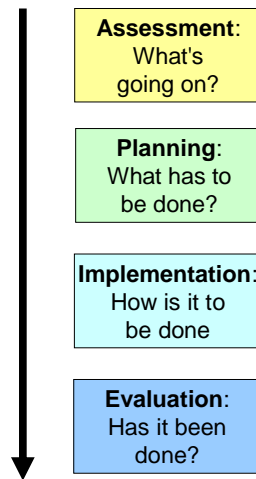 Assessment:
What's
going on?
Planning:
What has to
be done?
Implementation:
How is it to
be done
Evaluation:
Has it been
done?